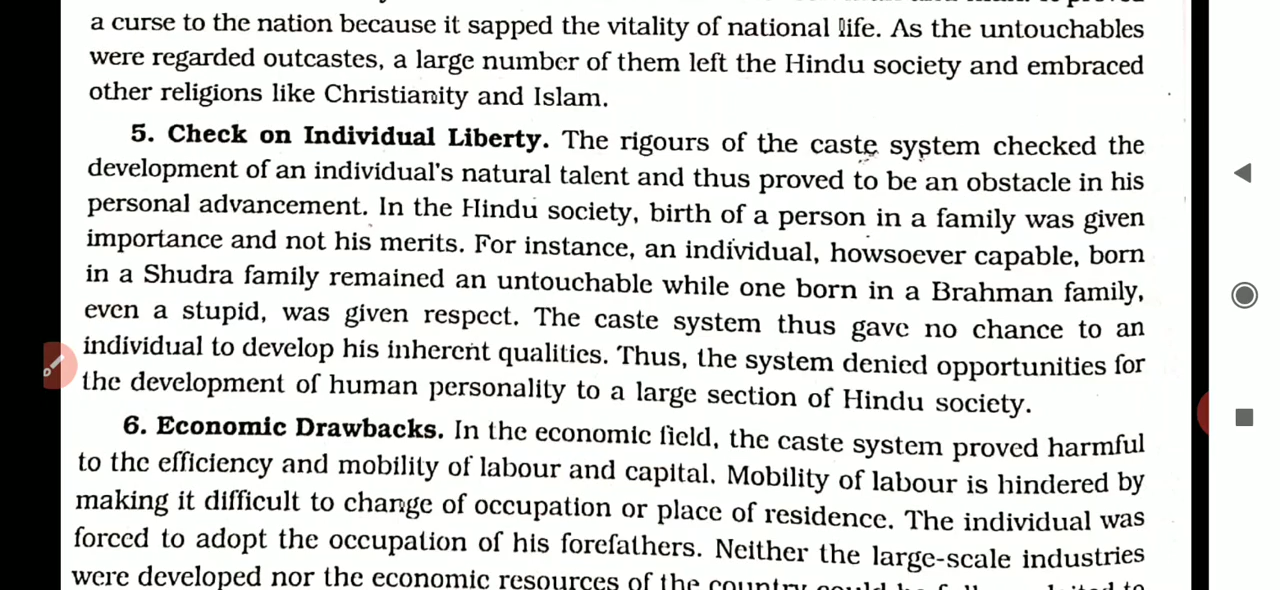 a curse to the nation because it sapped the vitality of national life. As the untouchables
were regarded outcastes, a large number of them left the Hindu society and embraced
other religions like Christianity and Islam.
5. Check on Individual Liberty. The rigours of the caste system checked the
development of an individual's natural talent and thus proved to be an obstacle in his
personal advancement. In the Hindu society, birth of a person in a family was given
importance and not his merits. For instance, an individual, howsoever capable, born
in a Shudra family remained an untouchable while one born in a Brahman family,
even a stupid, was given respect. The caste system thus gave no chance to an
individual to develop his inherent qualities. Thus, the system denied opportunities for
the development of human personality to a large section of Hindu society.
6. Economic Drawbacks. In the economic field, the caste system proved harmful
to the efficiency and mobility of labour and capital. Mobility of labour is hindered by
making it difficult to change of occupation or place of residence. The individual was
forced to adopt the occupation of his forefathers. Neither the large-scale industries
were developed nor the economic resources of the country